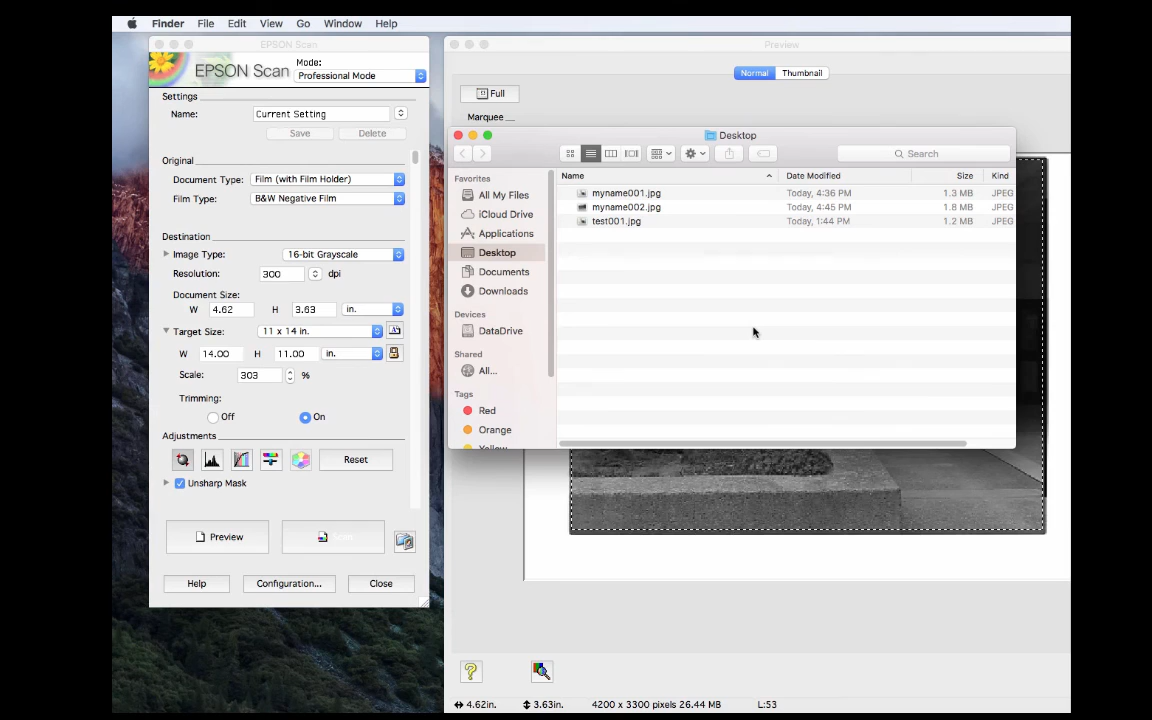 Finder File Edit View Window Go Window Help
EPSON Scan
Preview
EPSON Scan
Mode:
Professional Mode
Normal Thumbnail
Settings
Name: Current Setting
Save Delete
Full
Marquee
Original
Document Type: Film (with Film Holder)
Film Type: B&W Negative Film
Destination
Image Type: 16-bit Grayscale
Resolution: 300 dpi
Document Size:
W 4.62 H 3.63 in.
Target Size: 11 x 14 in.
W 14.00 H 11.00 in.
Scale: 303 %
Trimming:
Off On
Adjustments
Reset
Unsharp Mask
Preview
Help Configuration... Close
Desktop
Search
Favorites
All My Files
iCloud Drive
Applications
Desktop
Documents
Downloads
Devices
DataDrive
Shared
All...
Tags
Red
Orange
Yellow
Name Date Modified Size Kind
myname001.jpg Today, 4:36 PM 1.3 MB JPEG
myname002.jpg Today, 4:45 PM 1.8 MB JPEG
test001.jpg Today, 1:44 PM 1.2 MB JPEG
4.62in. 3.63in. 4200 x 3300 pixels 26.44 MB L:53